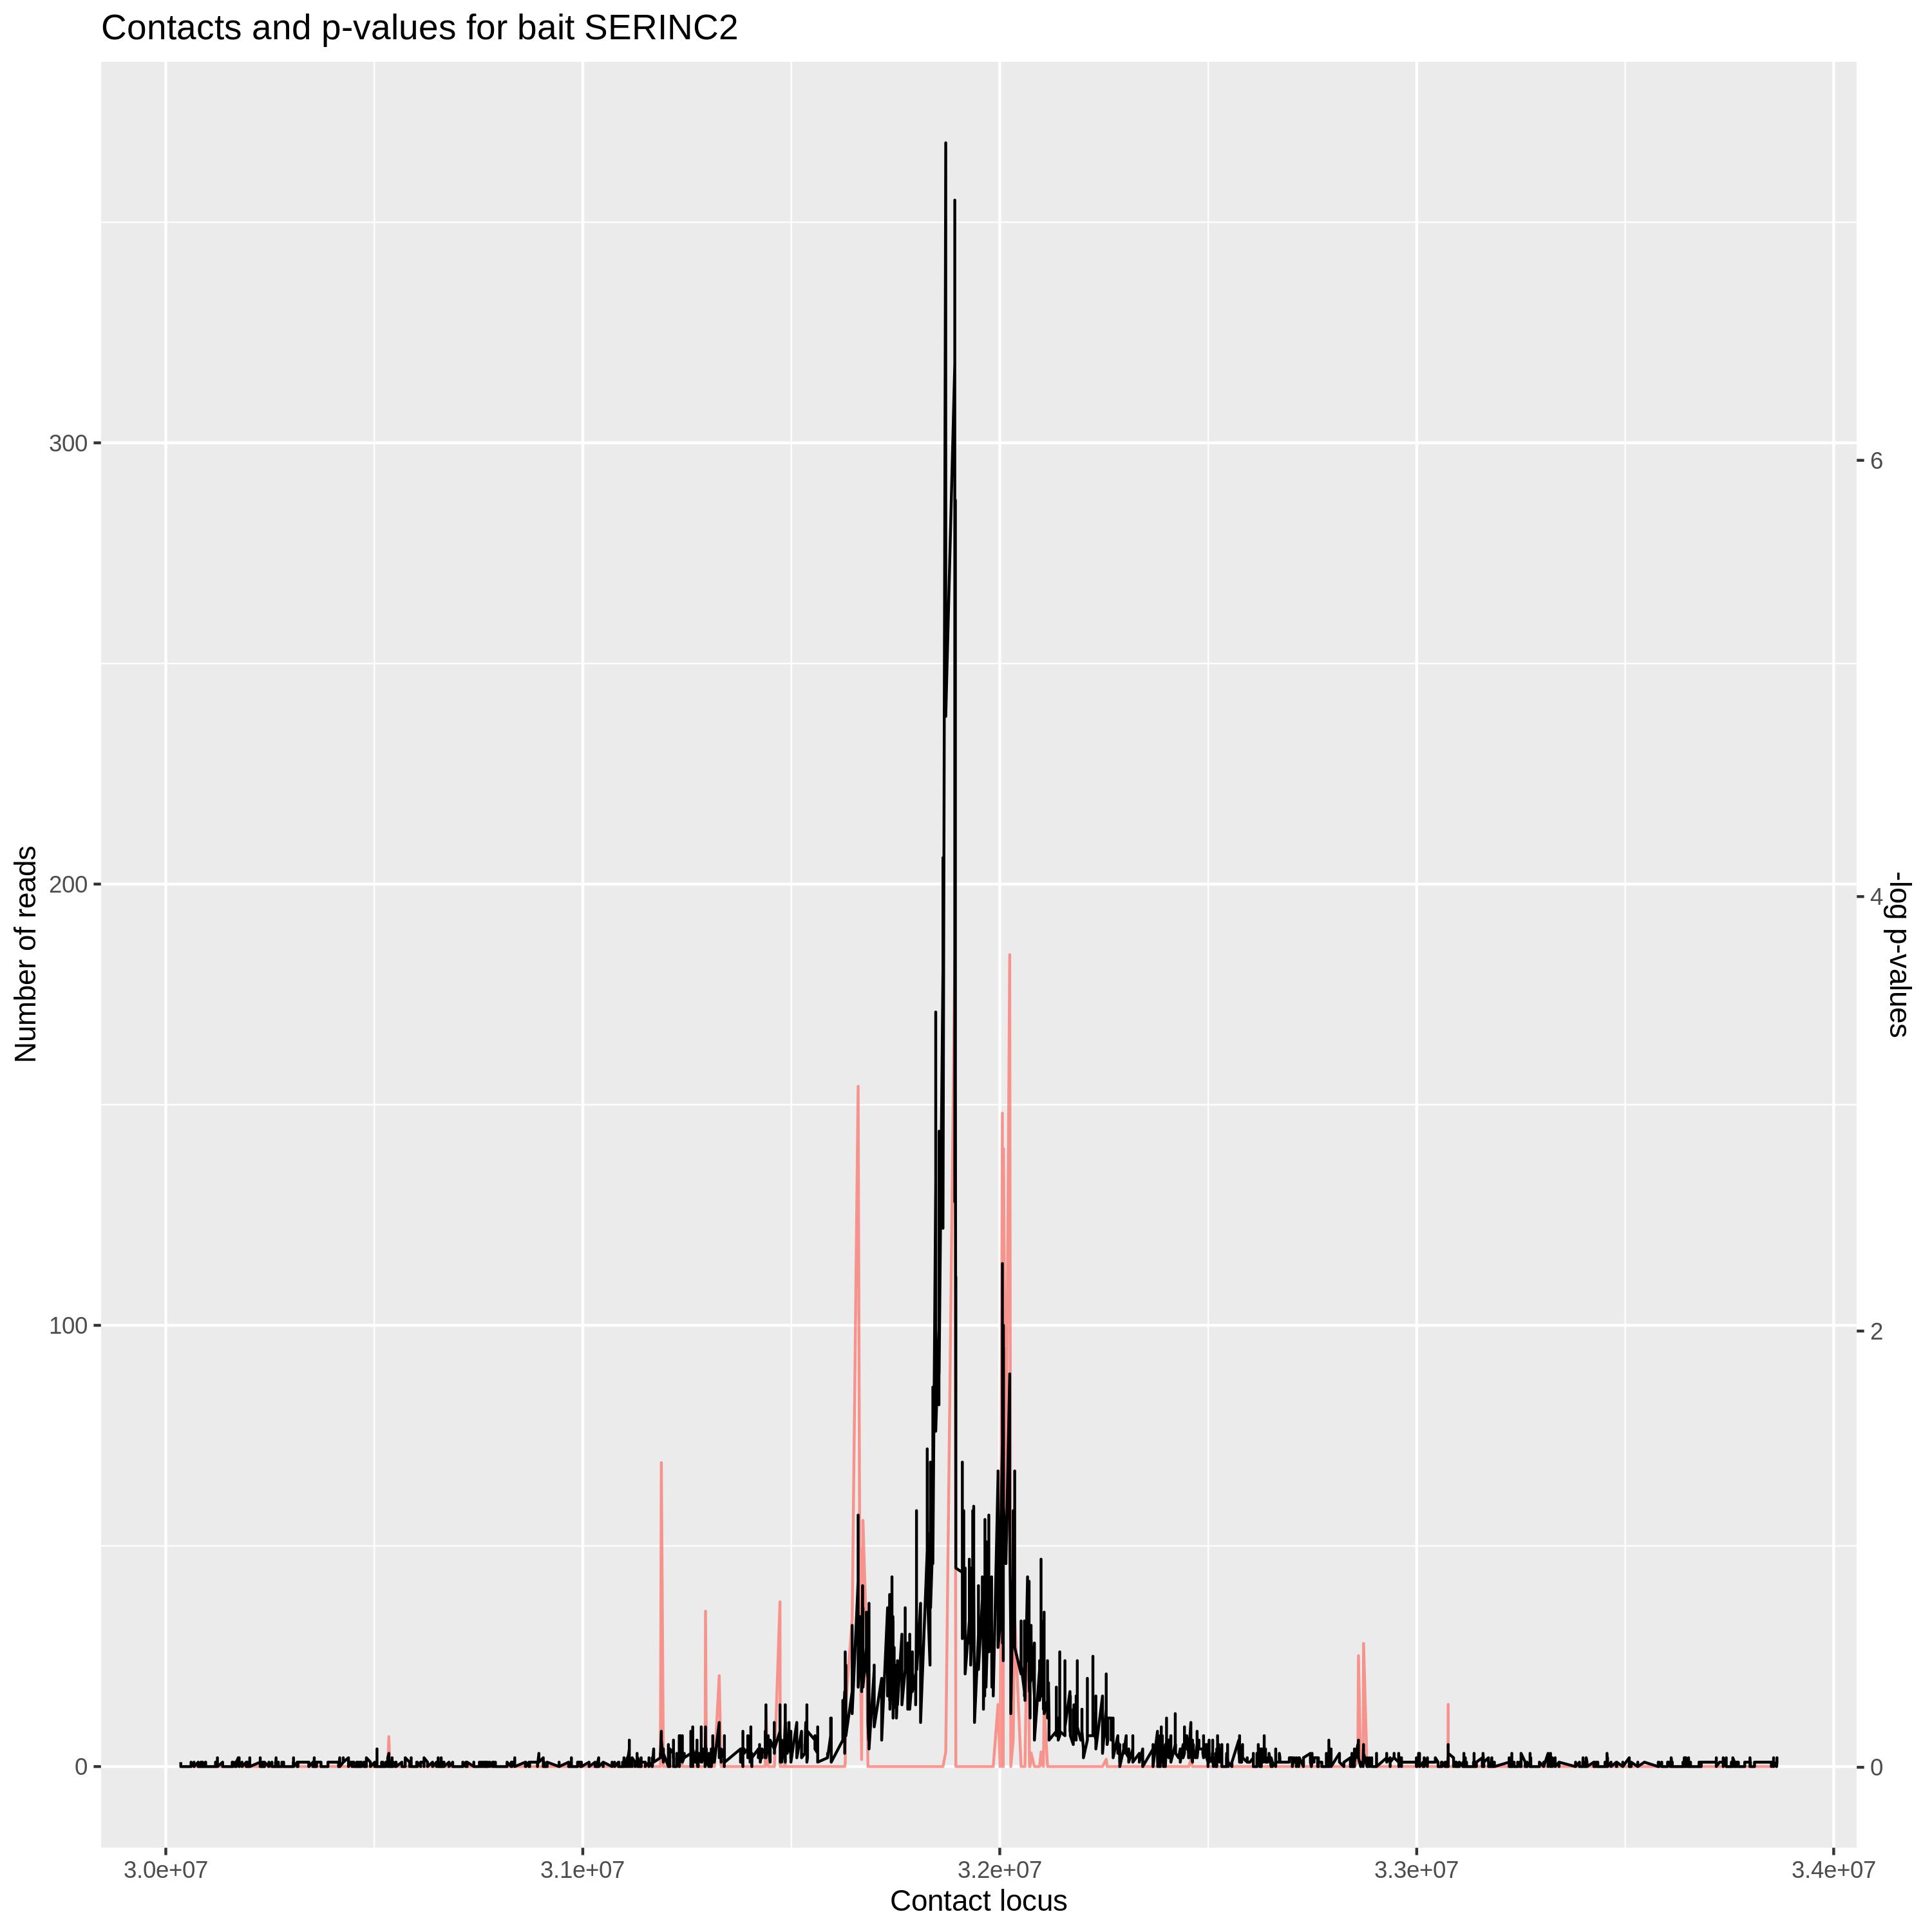 Contacts and p-values for bait SERINC2
300
200
100
0
Number of reads
6
4
2
0
-log p-values
3.0e+07
3.1e+07
3.2e+07
3.3e+07
3.4e+07
Contact locus